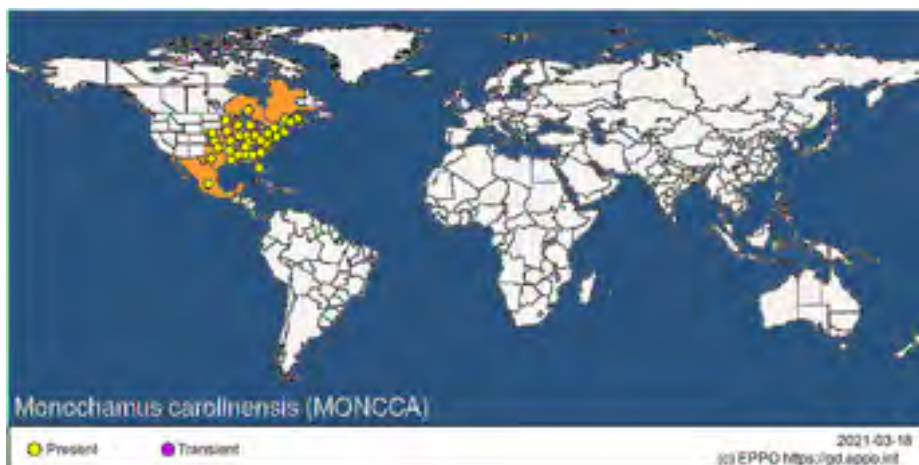 Monochamus carolinensis (MONCCA)
Present
Transient
2021-03-18
(c) EPPO https://gd.eppo.int